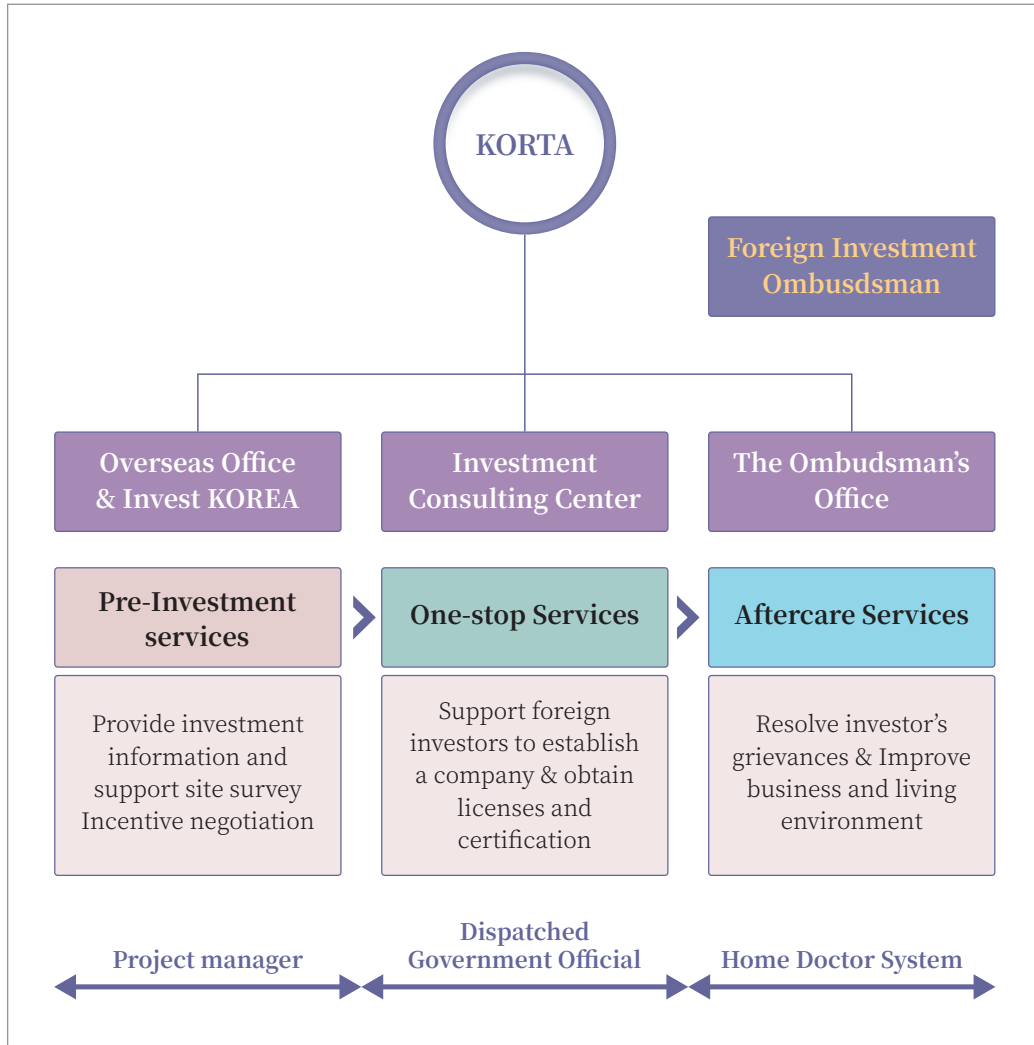 KORTA
Foreign Investment
Ombusdsman
Overseas Office
& Invest KOREA
Investment
Consulting Center
The Ombudsman's
Office
Pre-Investment
services
One-stop Services
Aftercare Services
Provide investment
information and
support site survey
Incentive negotiation
Support foreign
investors to establish
a company & obtain
licenses and
certification
Resolve investor's
grievances & Improve
business and living
environment
Project manager
Dispatched
Government Official
Home Doctor System